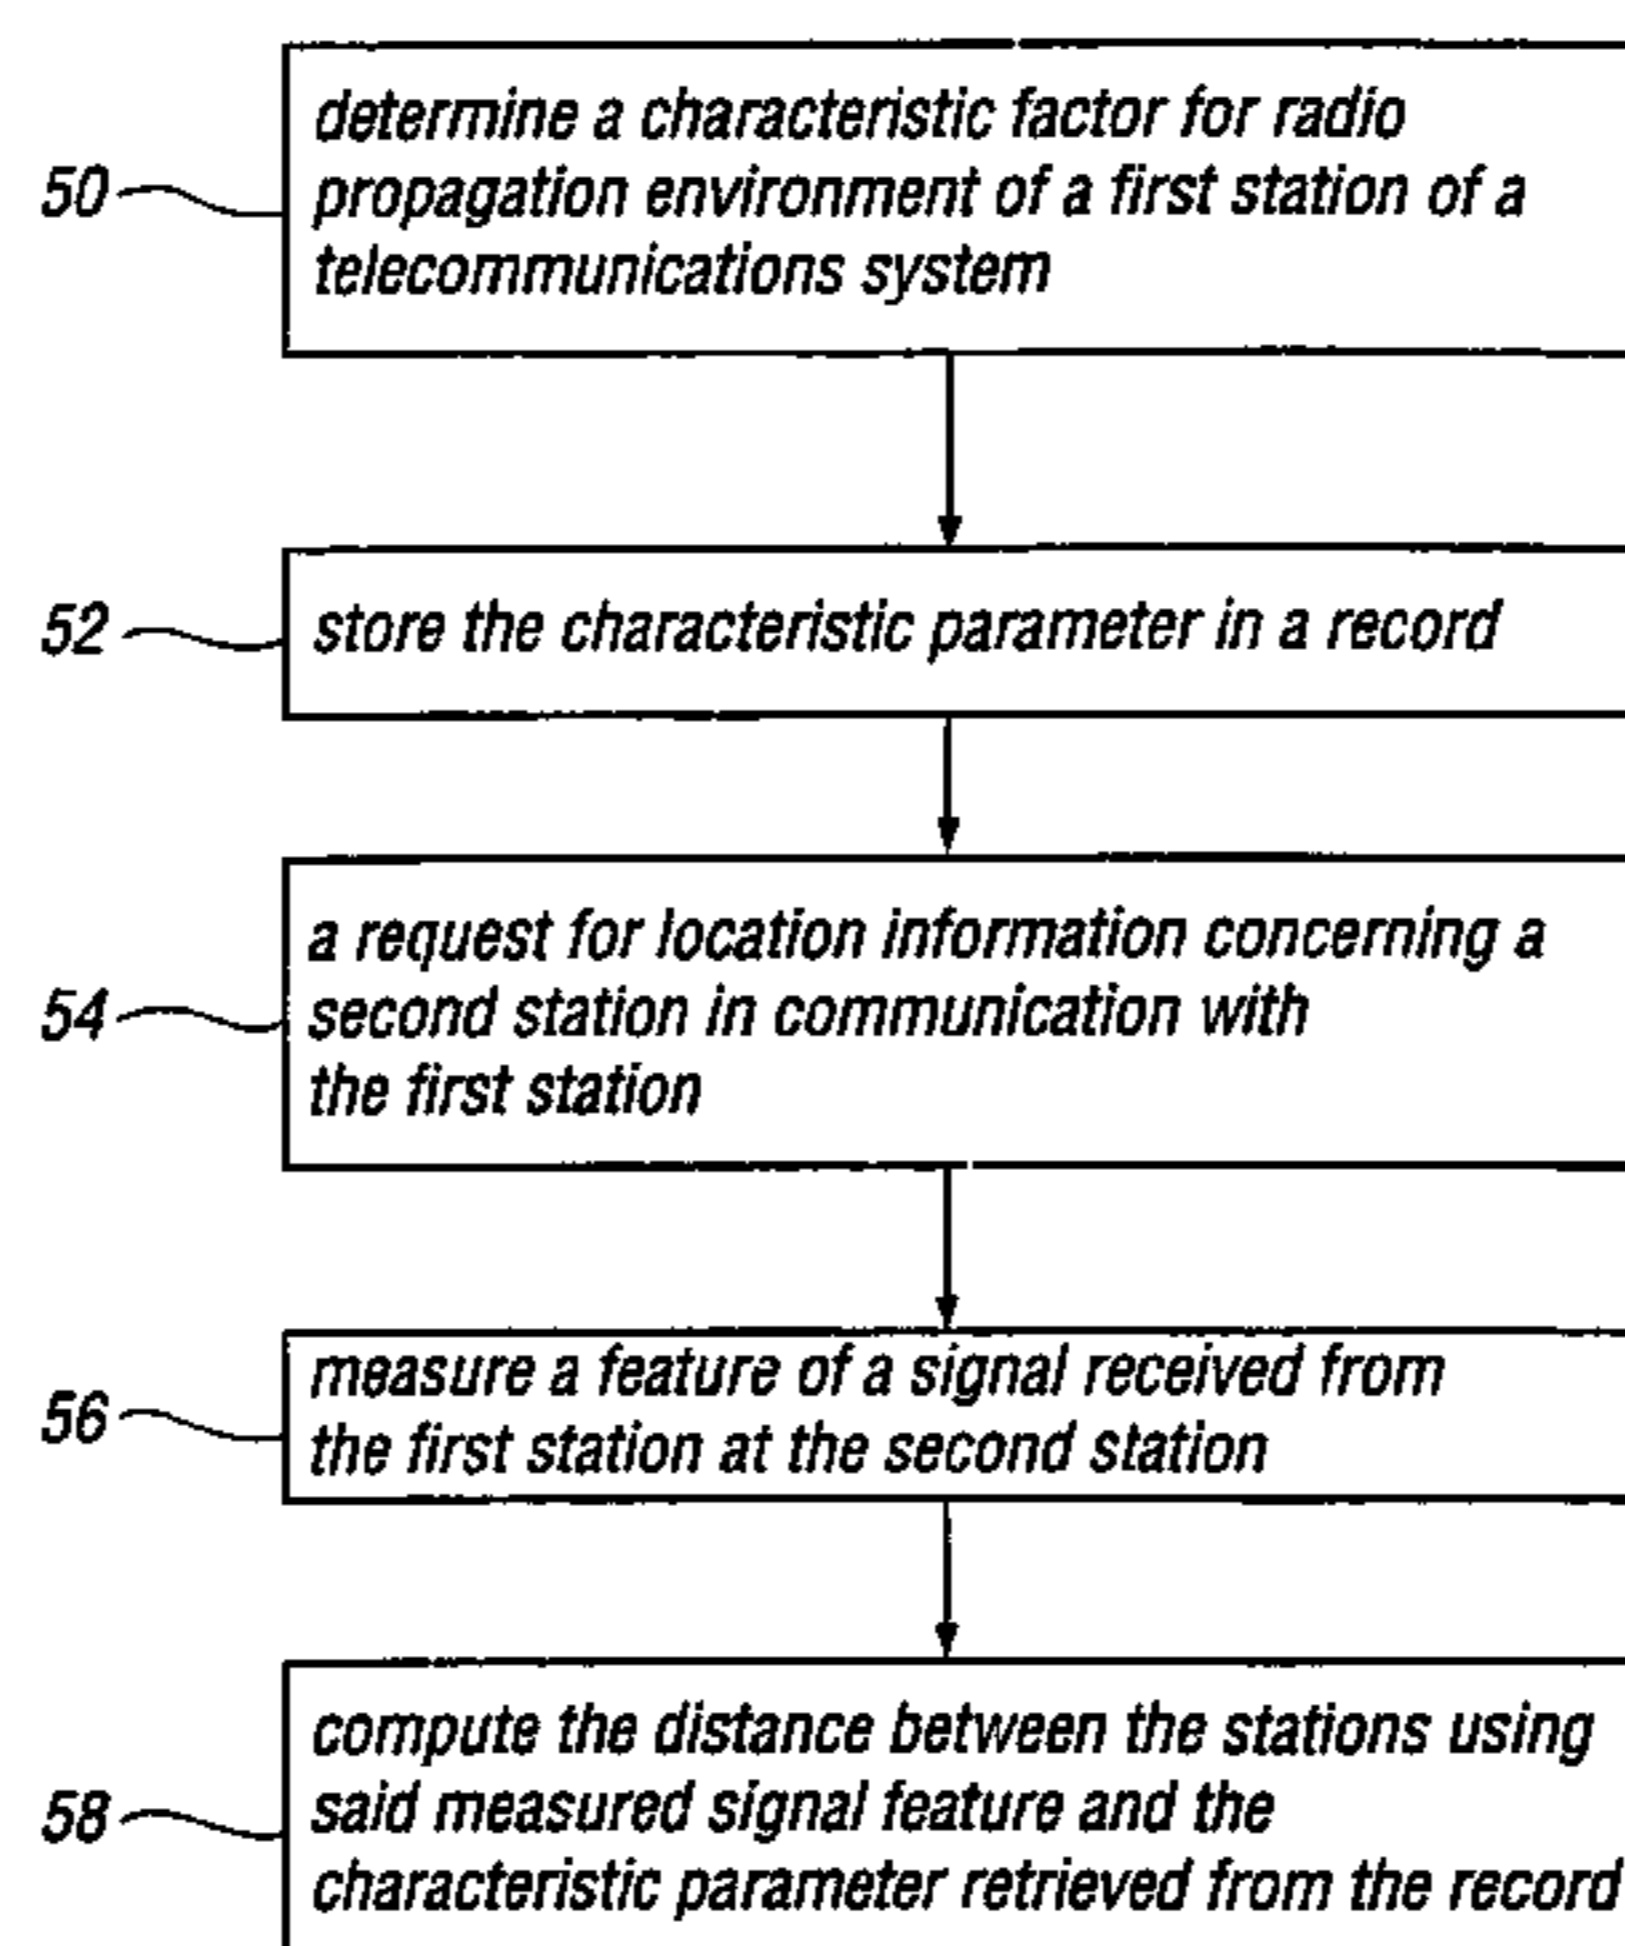 determine a characteristic factor for radio
50 propagation environment of a first station of a
telecommunications system
52 store the characteristic parameter in a record
a request for location information concerning a
54 second station in communication with
the first station
measure a feature of a signal received from
56 the first station at the second station
compute the distance between the stations using
58 said measured signal feature and the
characteristic parameter retrieved from the record